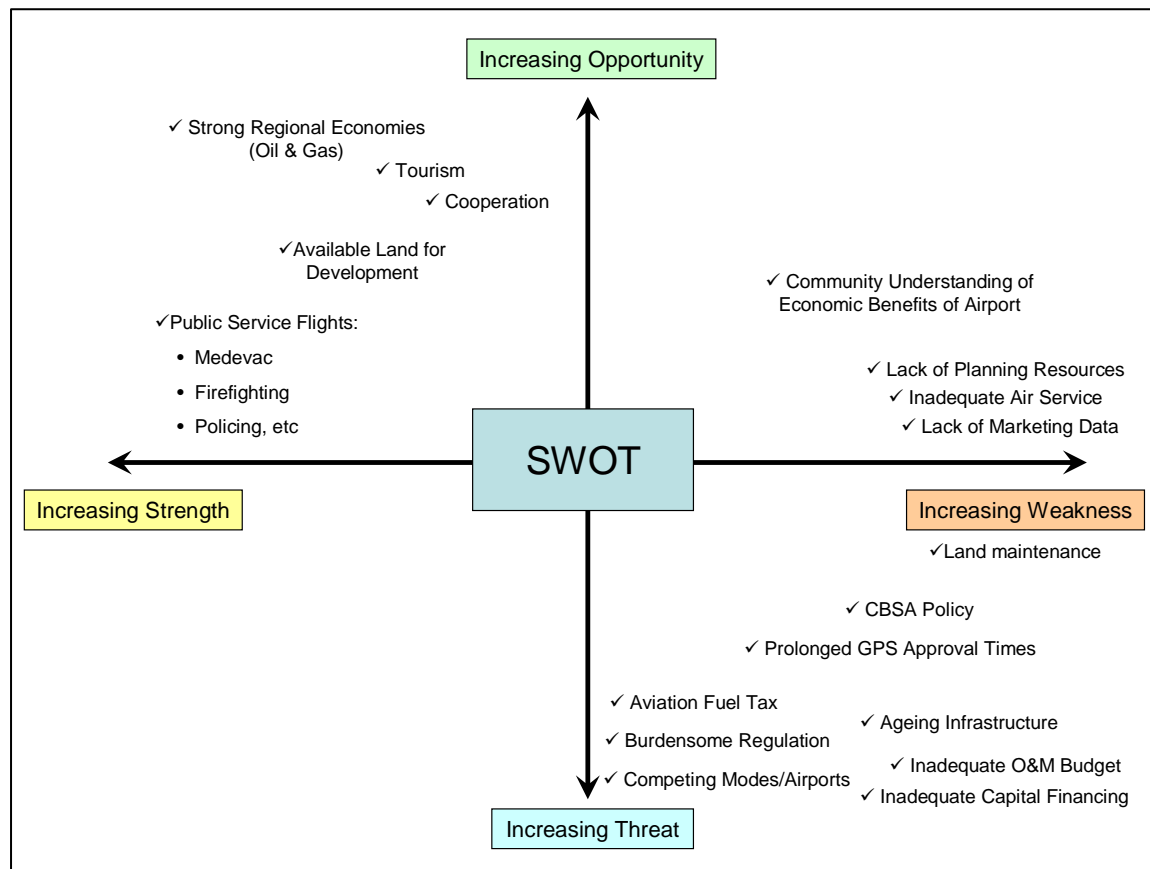 Increasing Opportunity
✓ Strong Regional Economies
(Oil & Gas)
✓ Tourism
✓ Cooperation
✓Available Land for
Development
✓ Community Understanding of
Economic Benefits of Airport
✓Public Service Flights:
• Medevac
• Firefighting
• Policing, etc
✓ Lack of Planning Resources
✓ Inadequate Air Service
✓ Lack of Marketing Data
SWOT
Increasing Strength
Increasing Weakness
✓Land maintenance
✓ CBSA Policy
✓ Prolonged GPS Approval Times
✓ Aviation Fuel Tax
✓ Ageing Infrastructure
✓ Burdensome Regulation
✓ Inadequate O&M Budget
✓ Competing Modes/Airports
✓ Inadequate Capital Financing
Increasing Threat